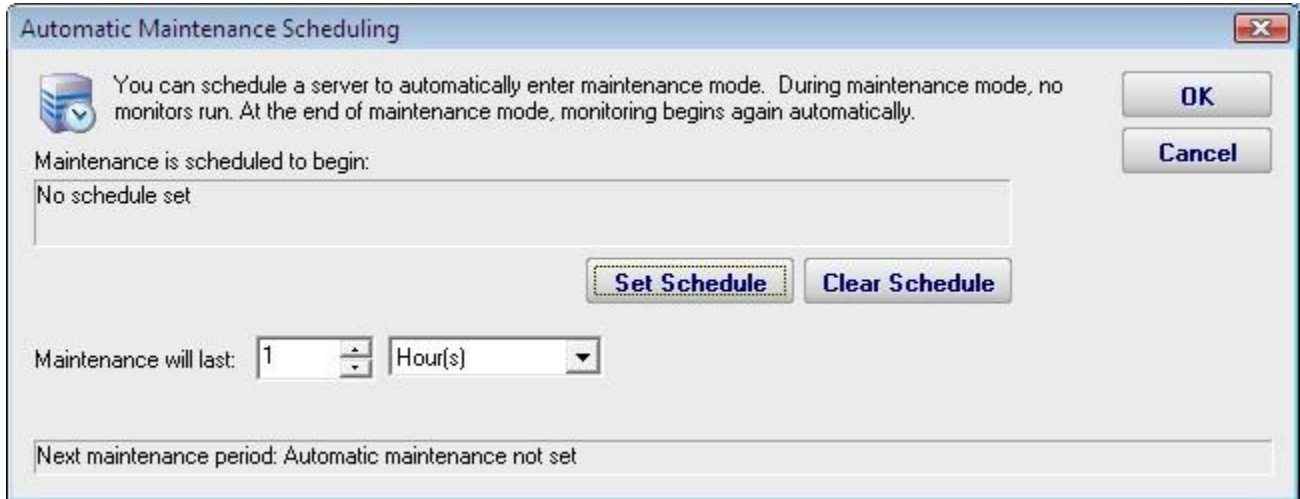 Automatic Maintenance Scheduling
You can schedule a server to automatically enter maintenance mode.  During maintenance mode, no
monitors run. At the end of maintenance mode, monitoring begins again automatically.
OK
Cancel
Maintenance is scheduled to begin:
No schedule set
Set Schedule
Clear Schedule
Maintenance will last:
1
Hour(s)
Next maintenance period: Automatic maintenance not set